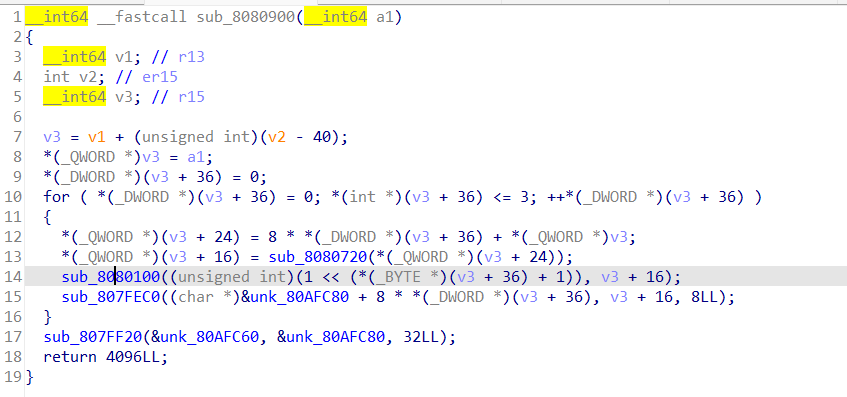 1 __int64 __fastcall sub_8080900(__int64 a1)
2 {
3 __int64 v1; // r13
4 int v2; // er15
5 __int64 v3; // r15
6
7 v3 = v1 + (unsigned int)(v2 - 40);
8 *(_QWORD *)v3 = a1;
9 *(_DWORD *)(v3 + 36) = 0;
10 for ( *(_DWORD *)(v3 + 36) = 0; *(int *)(v3 + 36) <= 3; ++*(_DWORD *)(v3 + 36) )
11 {
12 *(_QWORD *)(v3 + 24) = 8 * *(_DWORD *)(v3 + 36) + *(_QWORD *)v3;
13 *(_QWORD *)(v3 + 16) = sub_8080720(*(_QWORD *)(v3 + 24));
14 sub_8080100((unsigned int)(1 << (*(_BYTE *)(v3 + 36) + 1)), v3 + 16);
15 sub_807FEC0((char *)&unk_80AFC80 + 8 * *(_DWORD *)(v3 + 36), v3 + 16, 8LL);
16 }
17 sub_807FF20(&unk_80AFC60, &unk_80AFC80, 32LL);
18 return 4096LL;
19 }